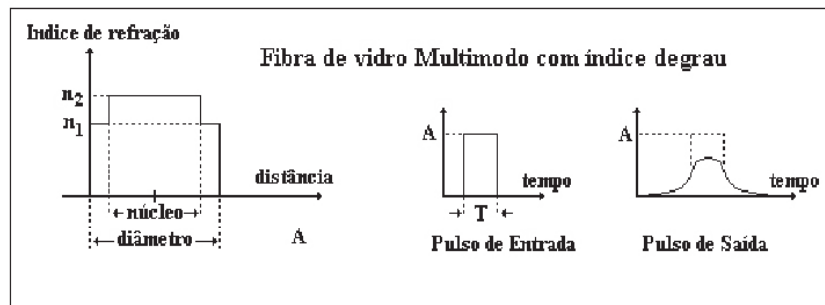 Indice de refração
Fibra de vidro Multimodo com índice degrau
n2
n1
distância
núcleo
diâmetro
A
A
tempo
T
Pulso de Entrada
A
tempo
Pulso de Saída